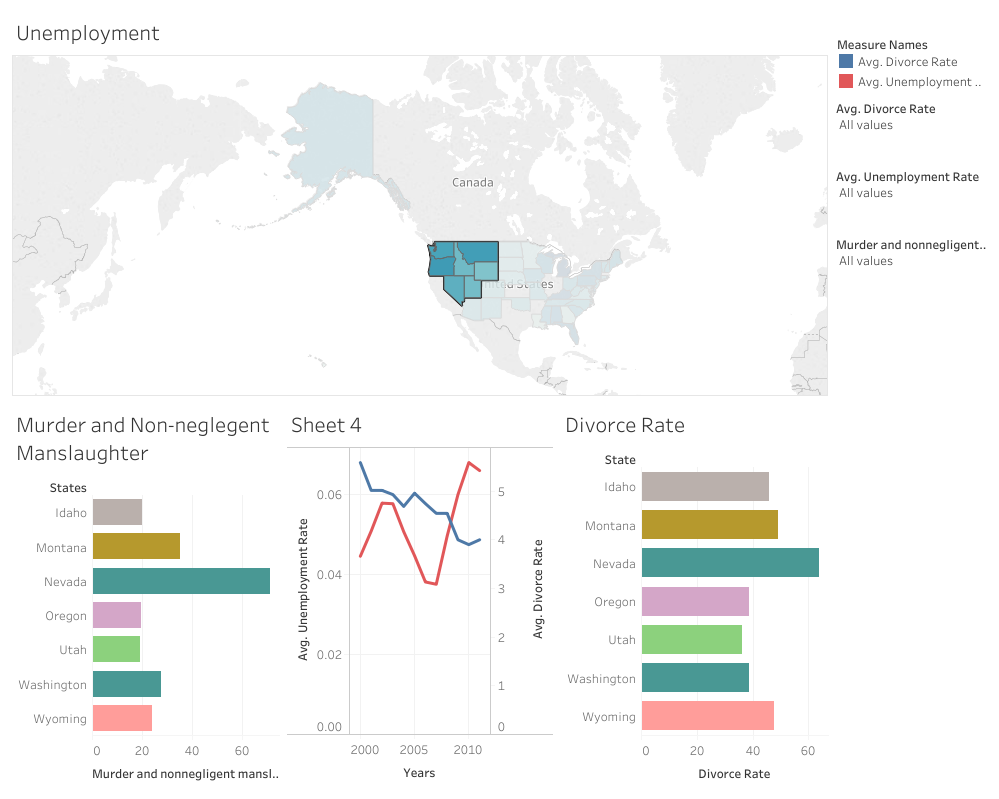 Unemployment
Measure Names
Avg. Divorce Rate
Avg. Unemployment ..
Avg. Divorce Rate
All values
Avg. Unemployment Rate
All values
Murder and nonnegligent..
All values
Canada
United States
Murder and Non-neglegent
Manslaughter
States
Idaho
Montana
Nevada
Oregon
Utah
Washington
Wyoming
0 20 40 60
Murder and nonnegligent mansl..
Sheet 4
Avg. Unemployment Rate
0.06
0.04
0.02
0.00
5
4
3
2
1
0
Avg. Divorce Rate
2000 2005 2010
Years
Divorce Rate
State
Idaho
Montana
Nevada
Oregon
Utah
Washington
Wyoming
0 20 40 60
Divorce Rate